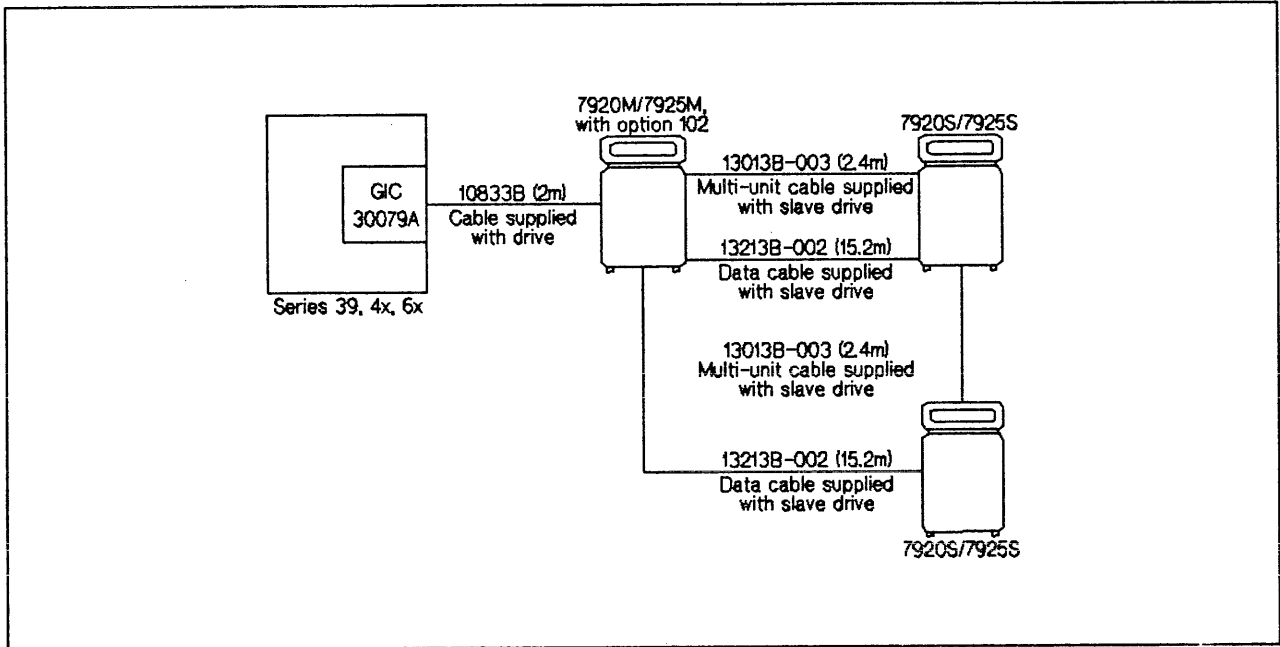 7920M/7925M,
with option 102
7920S/7925S
13013B-003 (2.4m)
Multi-unit cable supplied
with slave drive
GIC
30079A
10833B (2m)
Cable supplied
with drive
13213B-002 (15.2m)
Data cable supplied
with slave drive
Series 39, 4x, 6x
13013B-003 (2.4m)
Multi-unit cable supplied
with slave drive
13213B-002 (15.2m)
Data cable supplied
with slave drive
7920S/7925S